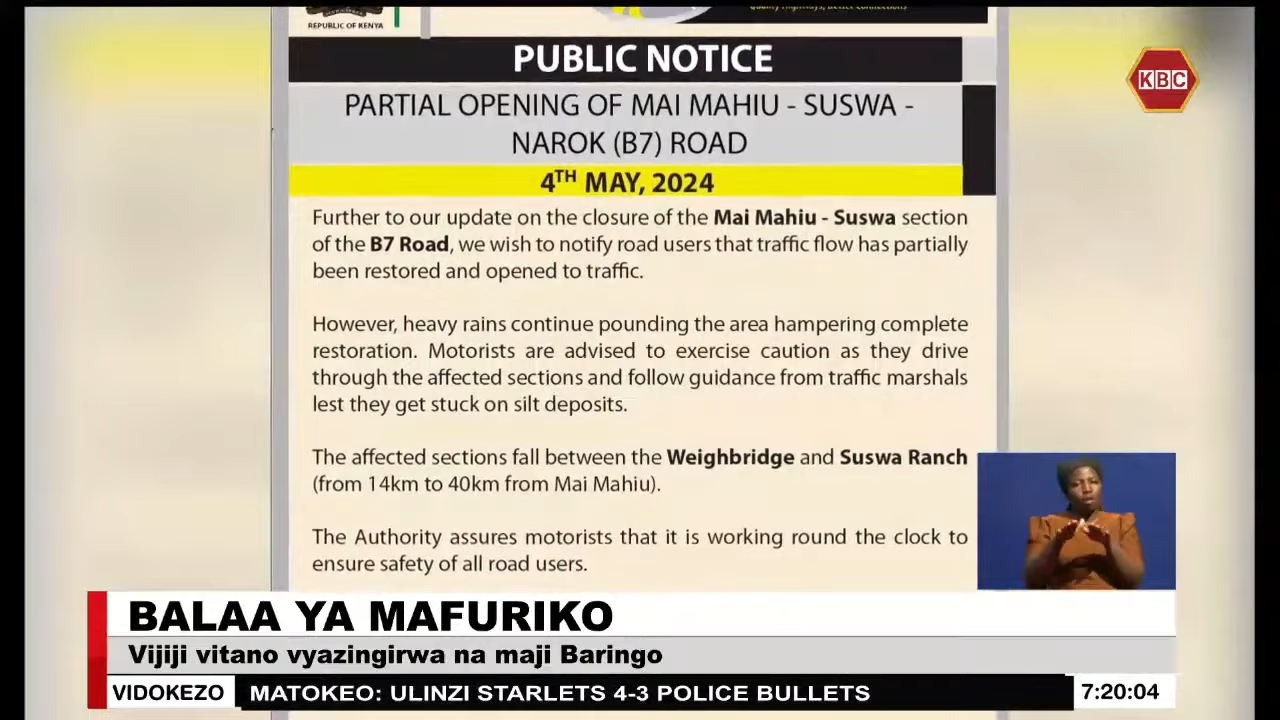 REPUBLIC OF KENYA
Quality Highways, Better Connections
KBC
PUBLIC NOTICE
PARTIAL OPENING OF MAI MAHIU - SUSWA -
NAROK (B7) ROAD
4TH MAY, 2024
Further to our update on the closure of the Mai Mahiu - Suswa section
of the B7 Road, we wish to notify road users that traffic flow has partially
been restored and opened to traffic.
However, heavy rains continue pounding the area hampering complete
restoration. Motorists are advised to exercise caution as they drive
through the affected sections and follow guidance from traffic marshals
lest they get stuck on silt deposits.
The affected sections fall between the Weighbridge and Suswa Ranch
(from 14km to 40km from Mai Mahiu).
The Authority assures motorists that it is working round the clock to
ensure safety of all road users.
BALAA YA MAFURIKO
Vijiji vitano vyazingirwa na maji Baringo
VIDOKEZO
MATOKEO: ULINZI STARLETS 4-3 POLICE BULLETS
7:20:04